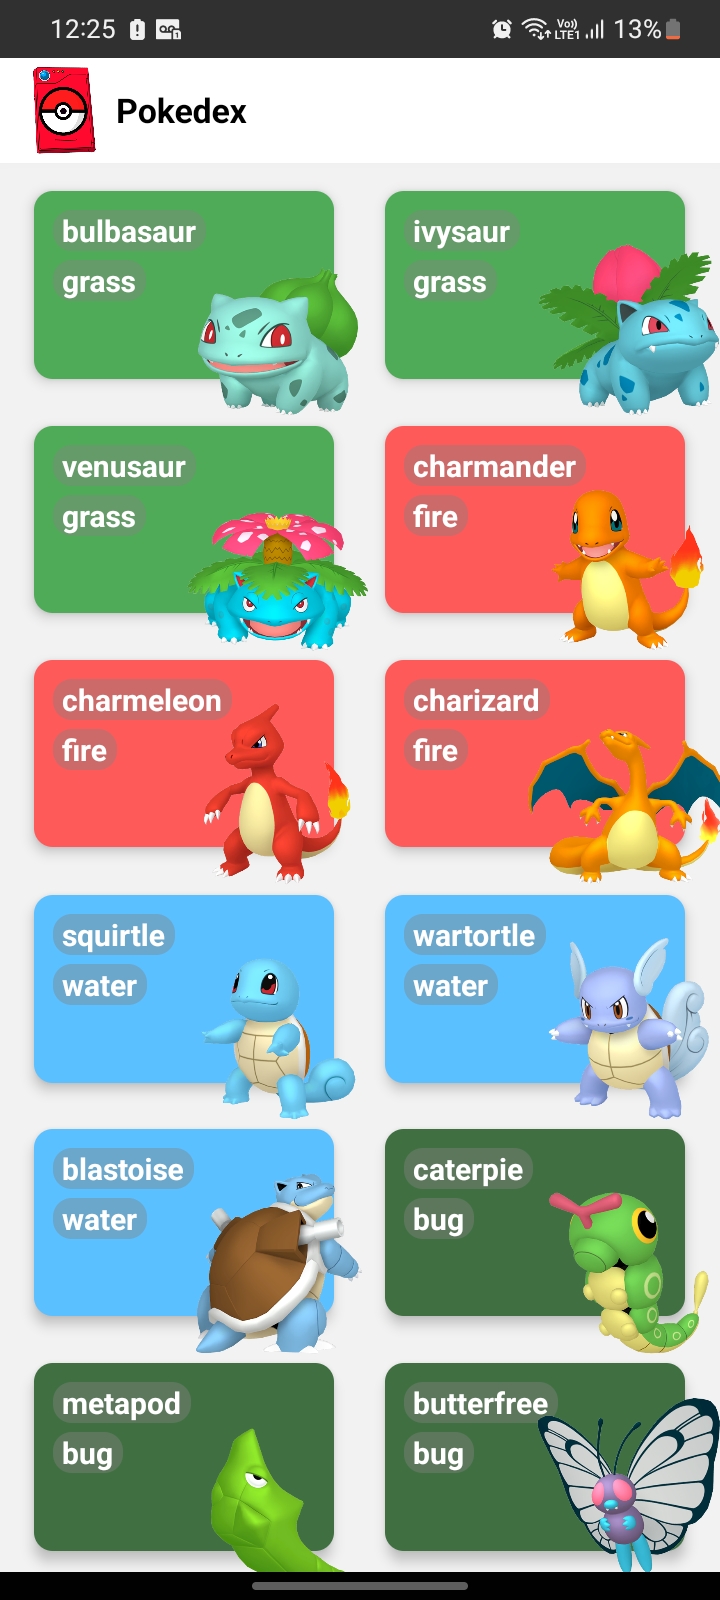 12:25
Vo)) LTE1 13%
Pokedex
bulbasaur
grass
ivysaur
grass
venusaur
grass
charmander
fire
charmeleon
fire
charizard
fire
squirtle
water
wartortle
water
blastoise
water
caterpie
bug
metapod
bug
butterfree
bug